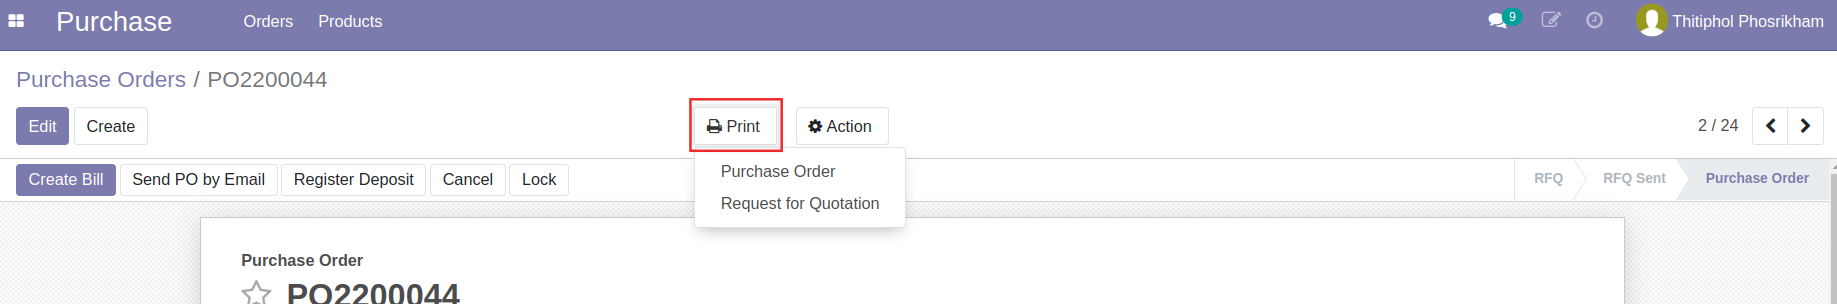 Purchase Orders Products 9 Thitiphol Phosrikham
Purchase Orders / PO2200044
Edit Create Print Action 2 / 24
Purchase Order
Request for Quotation
Create Bill Send PO by Email Register Deposit Cancel Lock RFQ RFQ Sent Purchase Order
Purchase Order
PO2200044